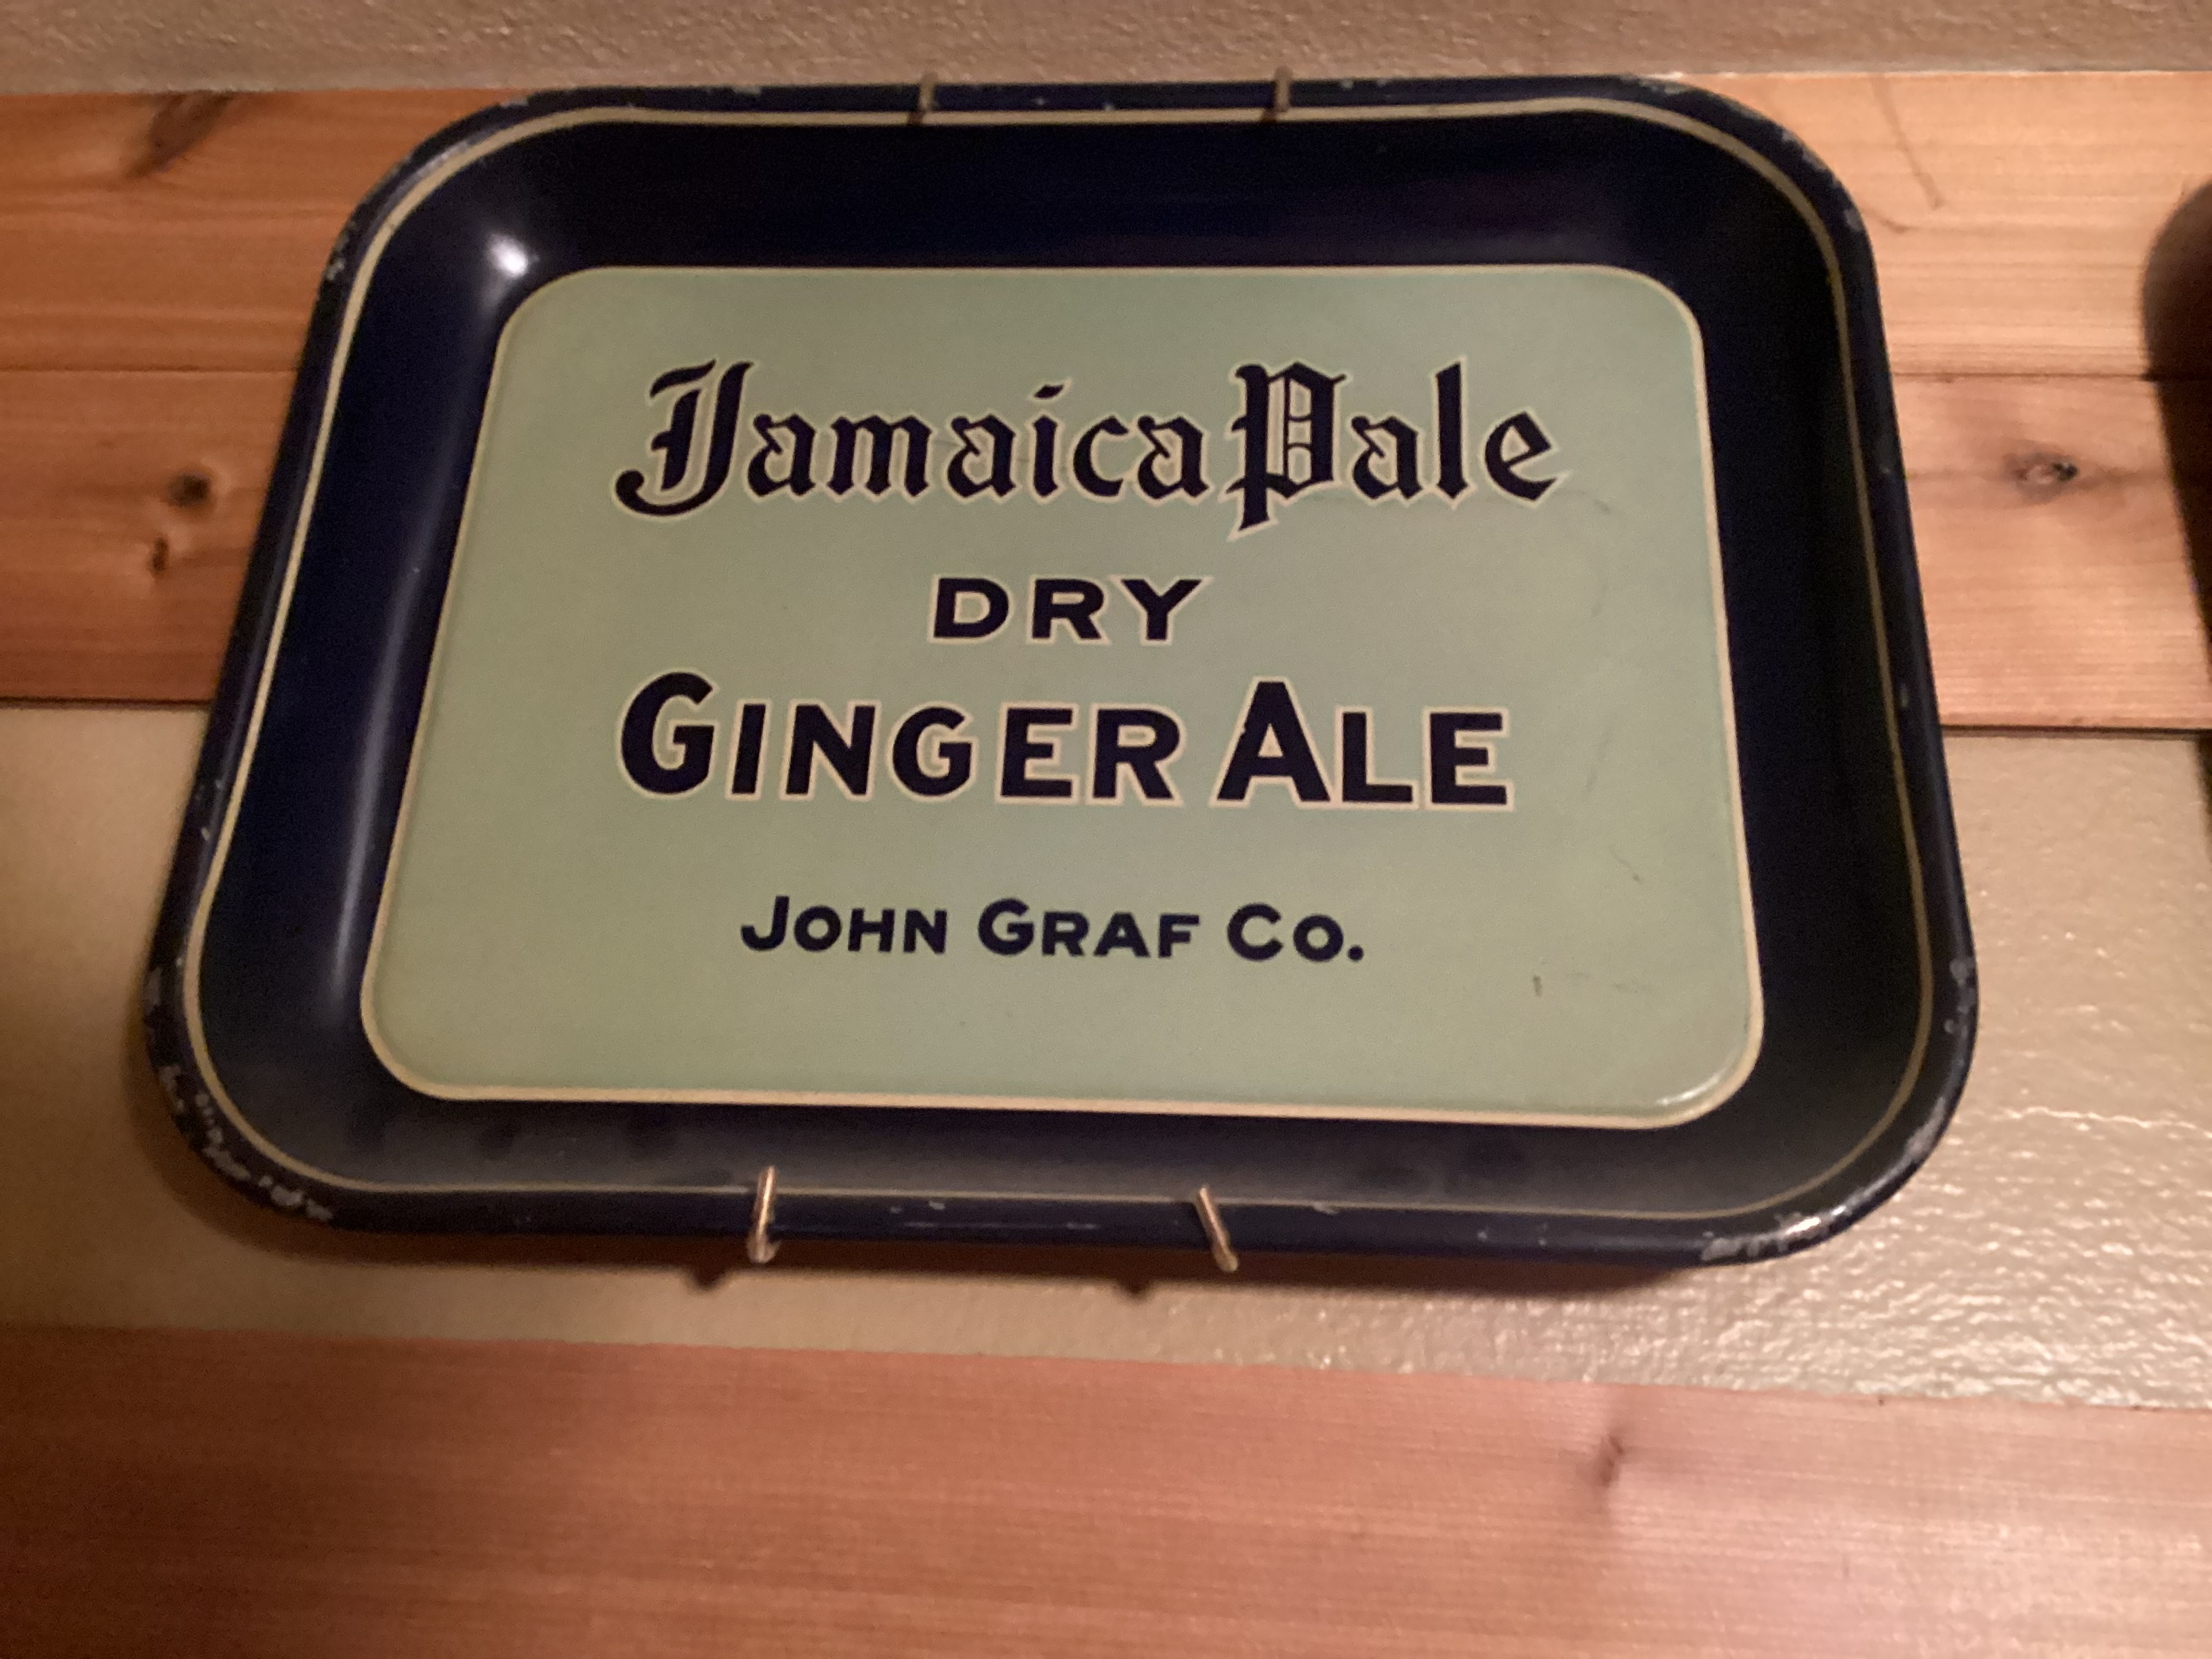 Jamaica Pale
DRY
GINGER ALE
JOHN GRAF CO.